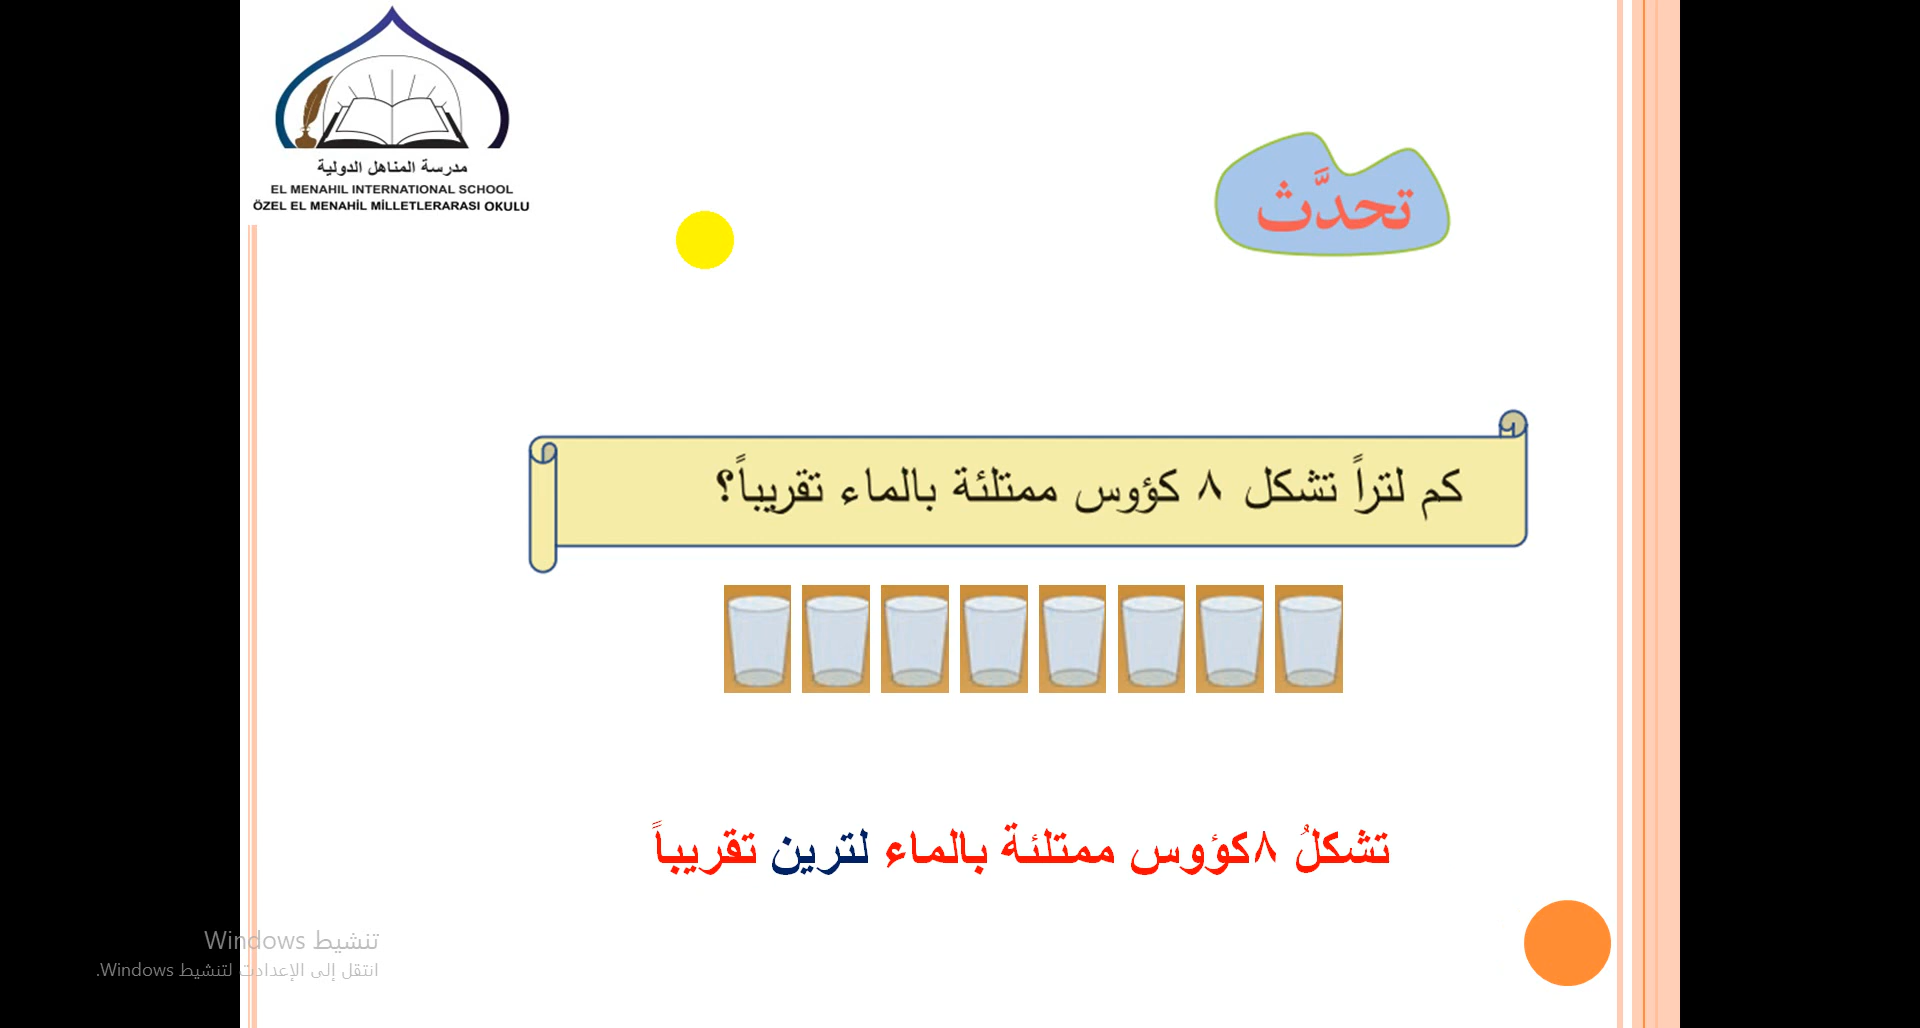 مدرسة المناهل الدولية
EL MENAHIL INTERNATIONAL SCHOOL
ÖZEL EL MENAHİL MİLLETLERARASI OKULU
تحدَّث
كم لتراً تشكل ٨ كؤوس ممتلئة بالماء تقريباً؟
تشكلُ ٨كؤوس ممتلئة بالماء لترين تقريباً
تنشيط Windows
انتقل إلى الإعدادات لتنشيط Windows.